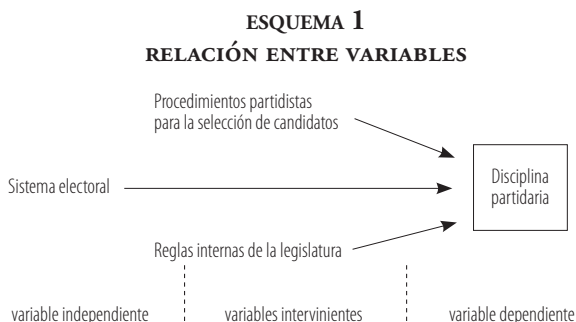 ESQUEMA 1
RELACIÓN ENTRE VARIABLES
Procedimientos partidistas
para la selección de candidatos
Sistema electoral
Disciplina
partidaria
Reglas internas de la legislatura
variable independiente
variables intervinientes
variable dependiente